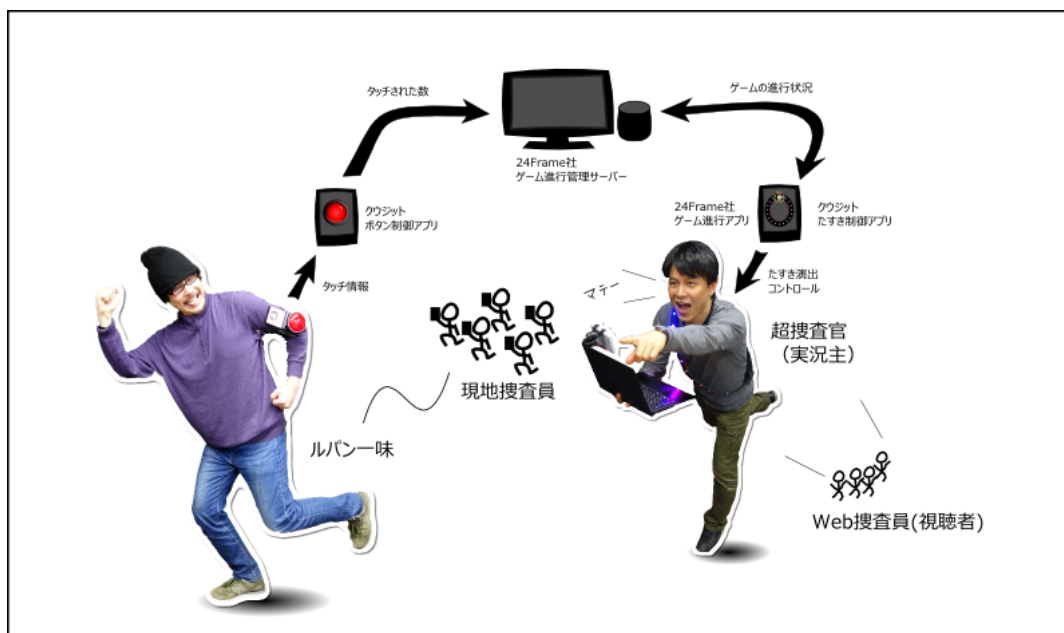 タッチされた数
ゲームの進行状況
24Frame社
ゲーム進行管理サーバー
クウジット
ボタン制御アプリ
24Frame社
ゲーム進行アプリ
クウジット
たすき制御アプリ
タッチ情報
たすき演出
コントロール
マテー
超捜査官
(実況主)
現地捜査員
ルパン一味
Web捜査員(視聴者)